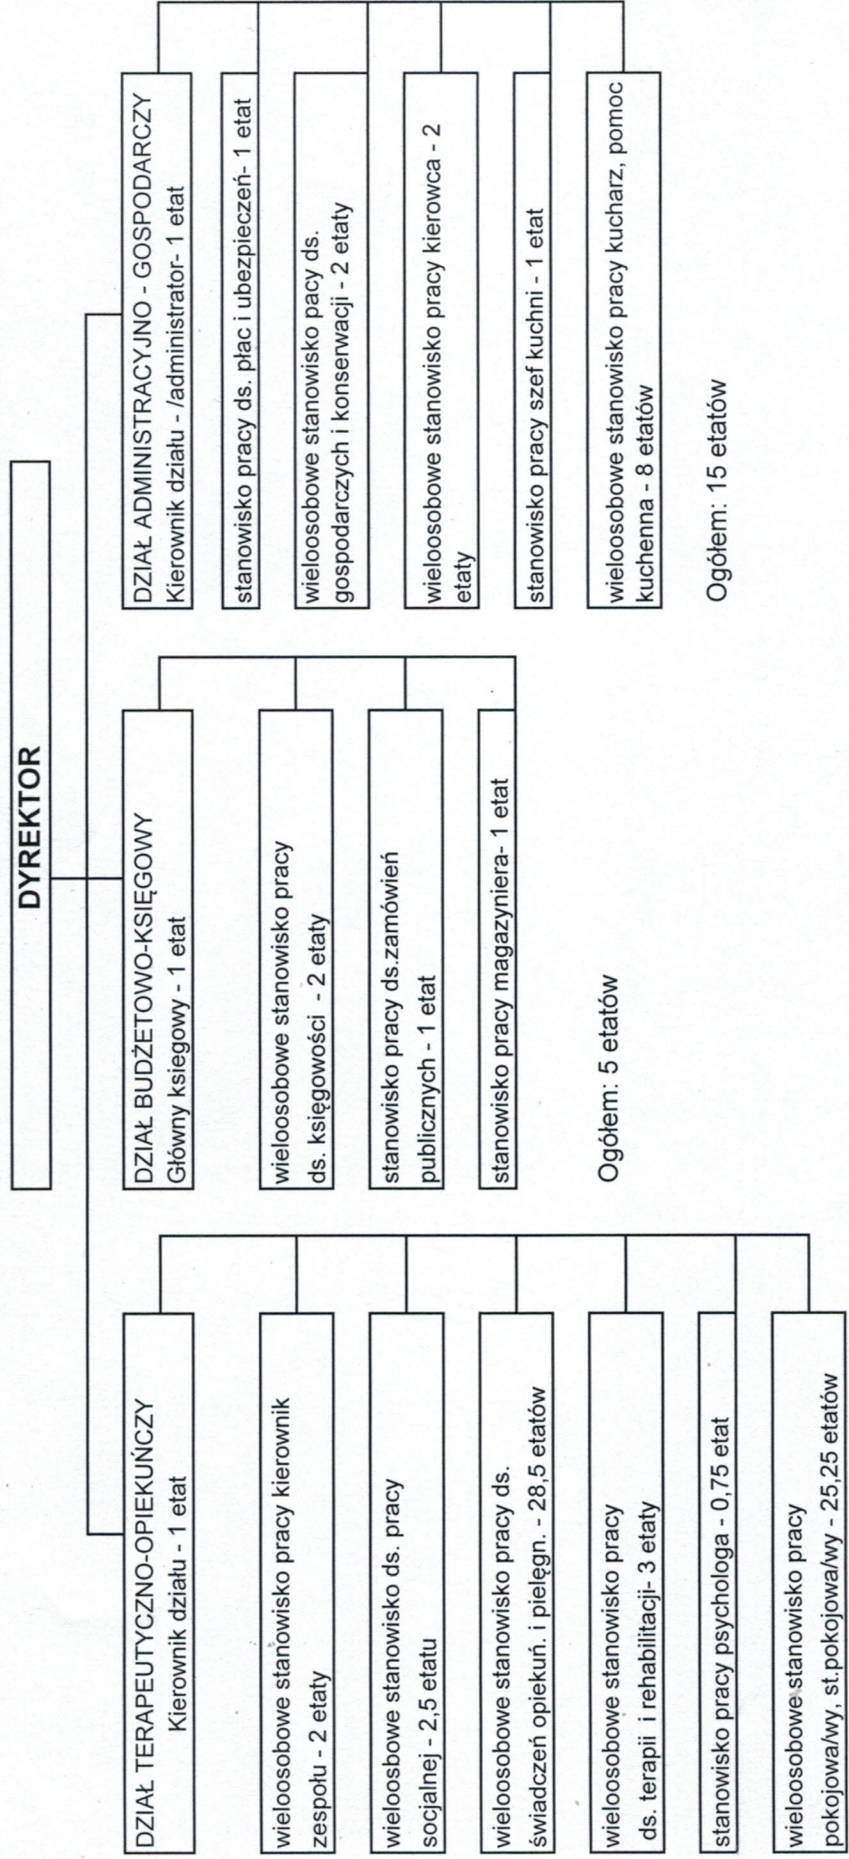 DYREKTOR
DZIAŁ TERAPEUTYCZNO-OPIEKUŃCZY
Kierownik działu - 1 etat
wieloosobowe stanowisko pracy kierownik
zespołu - 2 etaty
wieloosbowe stanowisko ds. pracy
socjalnej - 2,5 etatu
wieloosobowe stanowisko pracy ds.
świadczeń opiekuń. i pielęgn. - 28,5 etatów
wieloosobowe stanowisko pracy
ds. terapii i rehabilitacji- 3 etaty
stanowisko pracy psychologa - 0,75 etat
wieloosobowe stanowisko pracy
pokojowa/wy, st.pokojowa/wy - 25,25 etatów
DZIAŁ BUDŻETOWO-KSIĘGOWY
Główny ksiegowy - 1 etat
wieloosobowe stanowisko pracy
ds. księgowości - 2 etaty
stanowisko pracy ds.zamówień
publicznych - 1 etat
stanowisko pracy magazyniera- 1 etat
Ogółem: 5 etatów
DZIAŁ ADMINISTRACYJNO - GOSPODARCZY
Kierownik działu - /administrator- 1 etat
stanowisko pracy ds. płac i ubezpieczeń- 1 etat
wieloosobowe stanowisko pacy ds.
gospodarczych i konserwacji - 2 etaty
wieloosobowe stanowisko pracy kierowca - 2
etaty
stanowisko pracy szef kuchni - 1 etat
wieloosobowe stanowisko pracy kucharz, pomoc
kuchenna - 8 etatów
Ogółem: 15 etatów